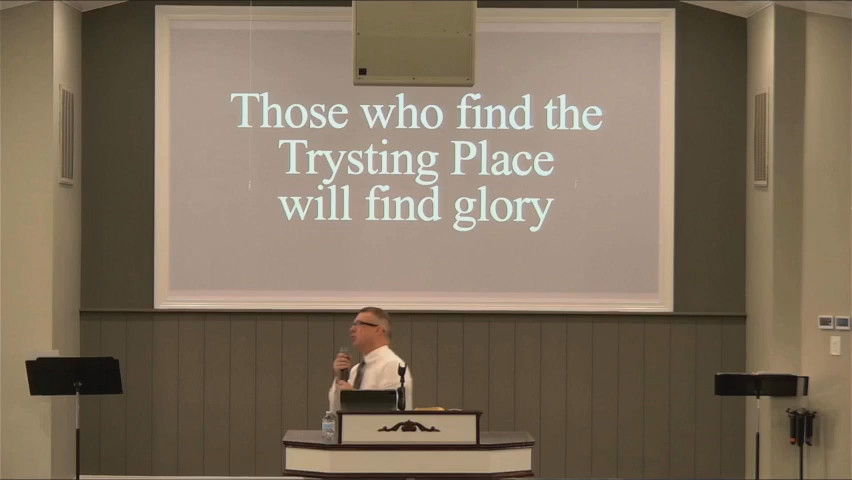 Those who find the
Trysting Place
will find glory